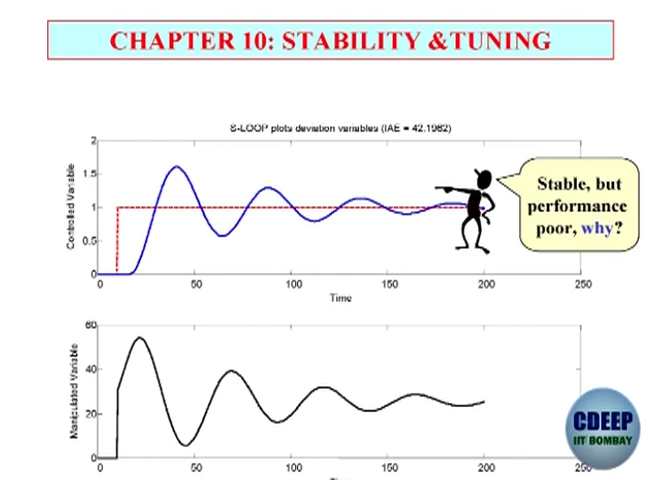 CHAPTER 10: STABILITY &TUNING
S-LOOP plots deviation variables (IAE = 42.1962)
2
1.5
1
0.5
0
Controlled Variable
0 50 100 150 200 250
Time
Stable, but
performance
poor, why?
60
40
20
0
Manipulated Variable
0 50 100 150 200 250
CDEEP
IIT BOMBAY